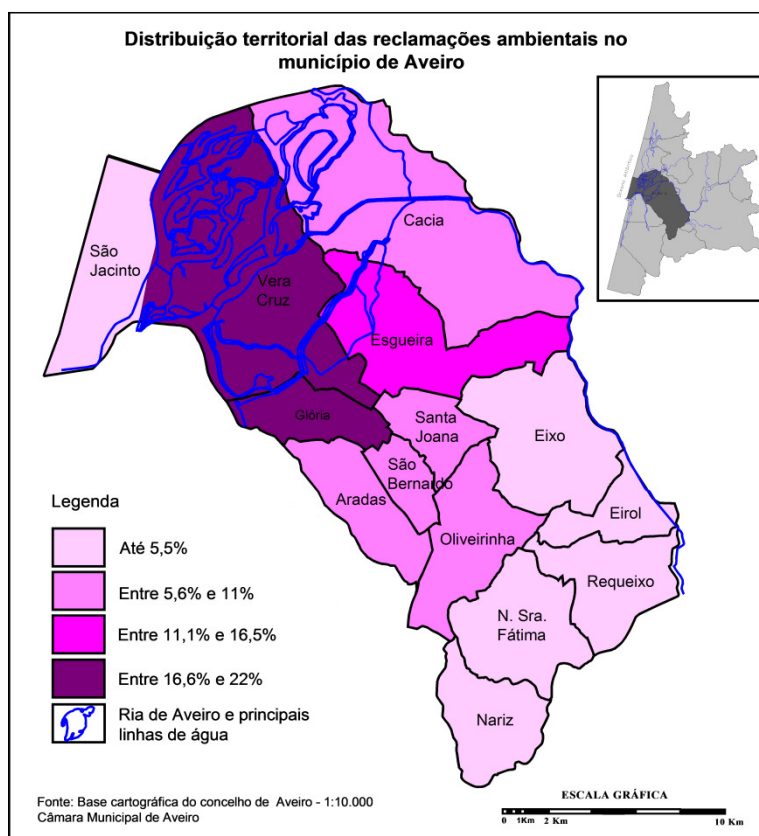 Distribuição territorial das reclamações ambientais no
município de Aveiro
Oceano Atlântico
Cacia
São
Jacinto
Vera
Cruz
Esgueira
Glória
Santa
Joana
Eixo
São
Bernardo
Aradas
Oliveirinha
Eirol
Requeixo
N. Sra.
Fátima
Nariz
Legenda
Até 5,5%
Entre 5,6% e 11%
Entre 11,1% e 16,5%
Entre 16,6% e 22%
Ria de Aveiro e principais
linhas de água
Fonte: Base cartográfica do concelho de Aveiro - 1:10.000
Câmara Municipal de Aveiro
ESCALA GRÁFICA
0 1Km 2 Km 10 Km